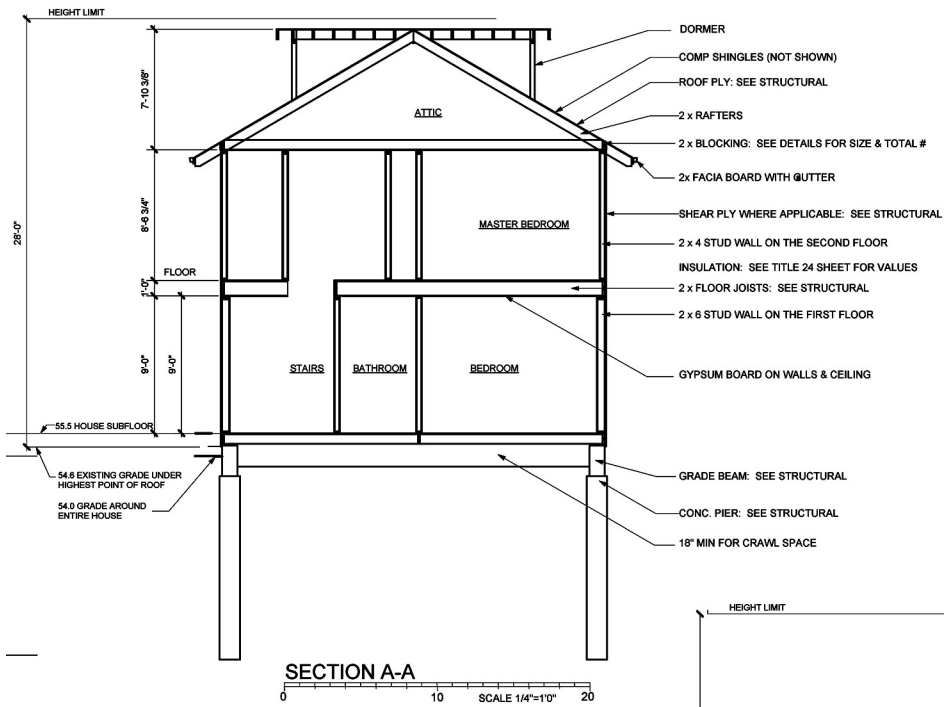 HEIGHT LIMIT
DORMER
COMP SHINGLES (NOT SHOWN)
ROOF PLY: SEE STRUCTURAL
7'-10 3/8"
ATTIC
2 x RAFTERS
2 x BLOCKING: SEE DETAILS FOR SIZE & TOTAL #
2x FACIA BOARD WITH GUTTER
28'-0"
8'-6 3/4"
MASTER BEDROOM
SHEAR PLY WHERE APPLICABLE: SEE STRUCTURAL
2 x 4 STUD WALL ON THE SECOND FLOOR
INSULATION: SEE TITLE 24 SHEET FOR VALUES
FLOOR
1'-0"
2 x FLOOR JOISTS: SEE STRUCTURAL
2 x 6 STUD WALL ON THE FIRST FLOOR
9'-0"
9'-0"
STAIRS
BATHROOM
BEDROOM
GYPSUM BOARD ON WALLS & CEILING
55.5 HOUSE SUBFLOOR
54.6 EXISTING GRADE UNDER
HIGHEST POINT OF ROOF
54.0 GRADE AROUND
ENTIRE HOUSE
GRADE BEAM: SEE STRUCTURAL
CONC. PIER: SEE STRUCTURAL
18" MIN FOR CRAWL SPACE
HEIGHT LIMIT
SECTION A-A
0 10 20
SCALE 1/4"=1'0"